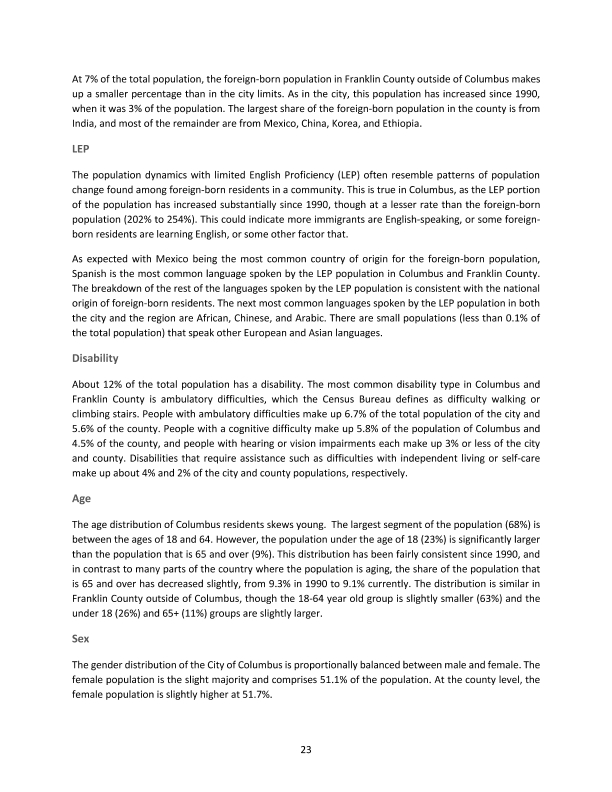 At 7% of the total population, the foreign-born population in Franklin County outside of Columbus makes
up a smaller percentage than in the city limits. As in the city, this population has increased since 1990,
when it was 3% of the population. The largest share of the foreign-born population in the county is from
India, and most of the remainder are from Mexico, China, Korea, and Ethiopia.
LEP
The population dynamics with limited English Proficiency (LEP) often resemble patterns of population
change found among foreign-born residents in a community. This is true in Columbus, as the LEP portion
of the population has increased substantially since 1990, though at a lesser rate than the foreign-born
population (202% to 254%). This could indicate more immigrants are English-speaking, or some foreign-
born residents are learning English, or some other factor that.
As expected with Mexico being the most common country of origin for the foreign-born population,
Spanish is the most common language spoken by the LEP population in Columbus and Franklin County.
The breakdown of the rest of the languages spoken by the LEP population is consistent with the national
origin of foreign-born residents. The next most common languages spoken by the LEP population in both
the city and the region are African, Chinese, and Arabic. There are small populations (less than 0.1% of
the total population) that speak other European and Asian languages.
Disability
About 12% of the total population has a disability. The most common disability type in Columbus and
Franklin County is ambulatory difficulties, which the Census Bureau defines as difficulty walking or
climbing stairs. People with ambulatory difficulties make up 6.7% of the total population of the city and
5.6% of the county. People with a cognitive difficulty make up 5.8% of the population of Columbus and
4.5% of the county, and people with hearing or vision impairments each make up 3% or less of the city
and county. Disabilities that require assistance such as difficulties with independent living or self-care
make up about 4% and 2% of the city and county populations, respectively.
Age
The age distribution of Columbus residents skews young. The largest segment of the population (68%) is
between the ages of 18 and 64. However, the population under the age of 18 (23%) is significantly larger
than the population that is 65 and over (9%). This distribution has been fairly consistent since 1990, and
in contrast to many parts of the country where the population is aging, the share of the population that
is 65 and over has decreased slightly, from 9.3% in 1990 to 9.1% currently. The distribution is similar in
Franklin County outside of Columbus, though the 18-64 year old group is slightly smaller (63%) and the
under 18 (26%) and 65+ (11%) groups are slightly larger.
Sex
The gender distribution of the City of Columbus is proportionally balanced between male and female. The
female population is the slight majority and comprises 51.1% of the population. At the county level, the
female population is slightly higher at 51.7%.
23